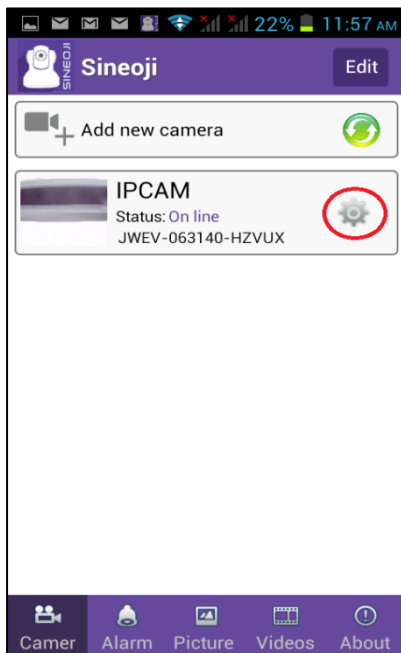 22% 11:57 AM
SINEOJI Sineoji Edit
Add new camera
IPCAM
Status: On line
JWEV-063140-HZVUX
Camer Alarm Picture Videos About